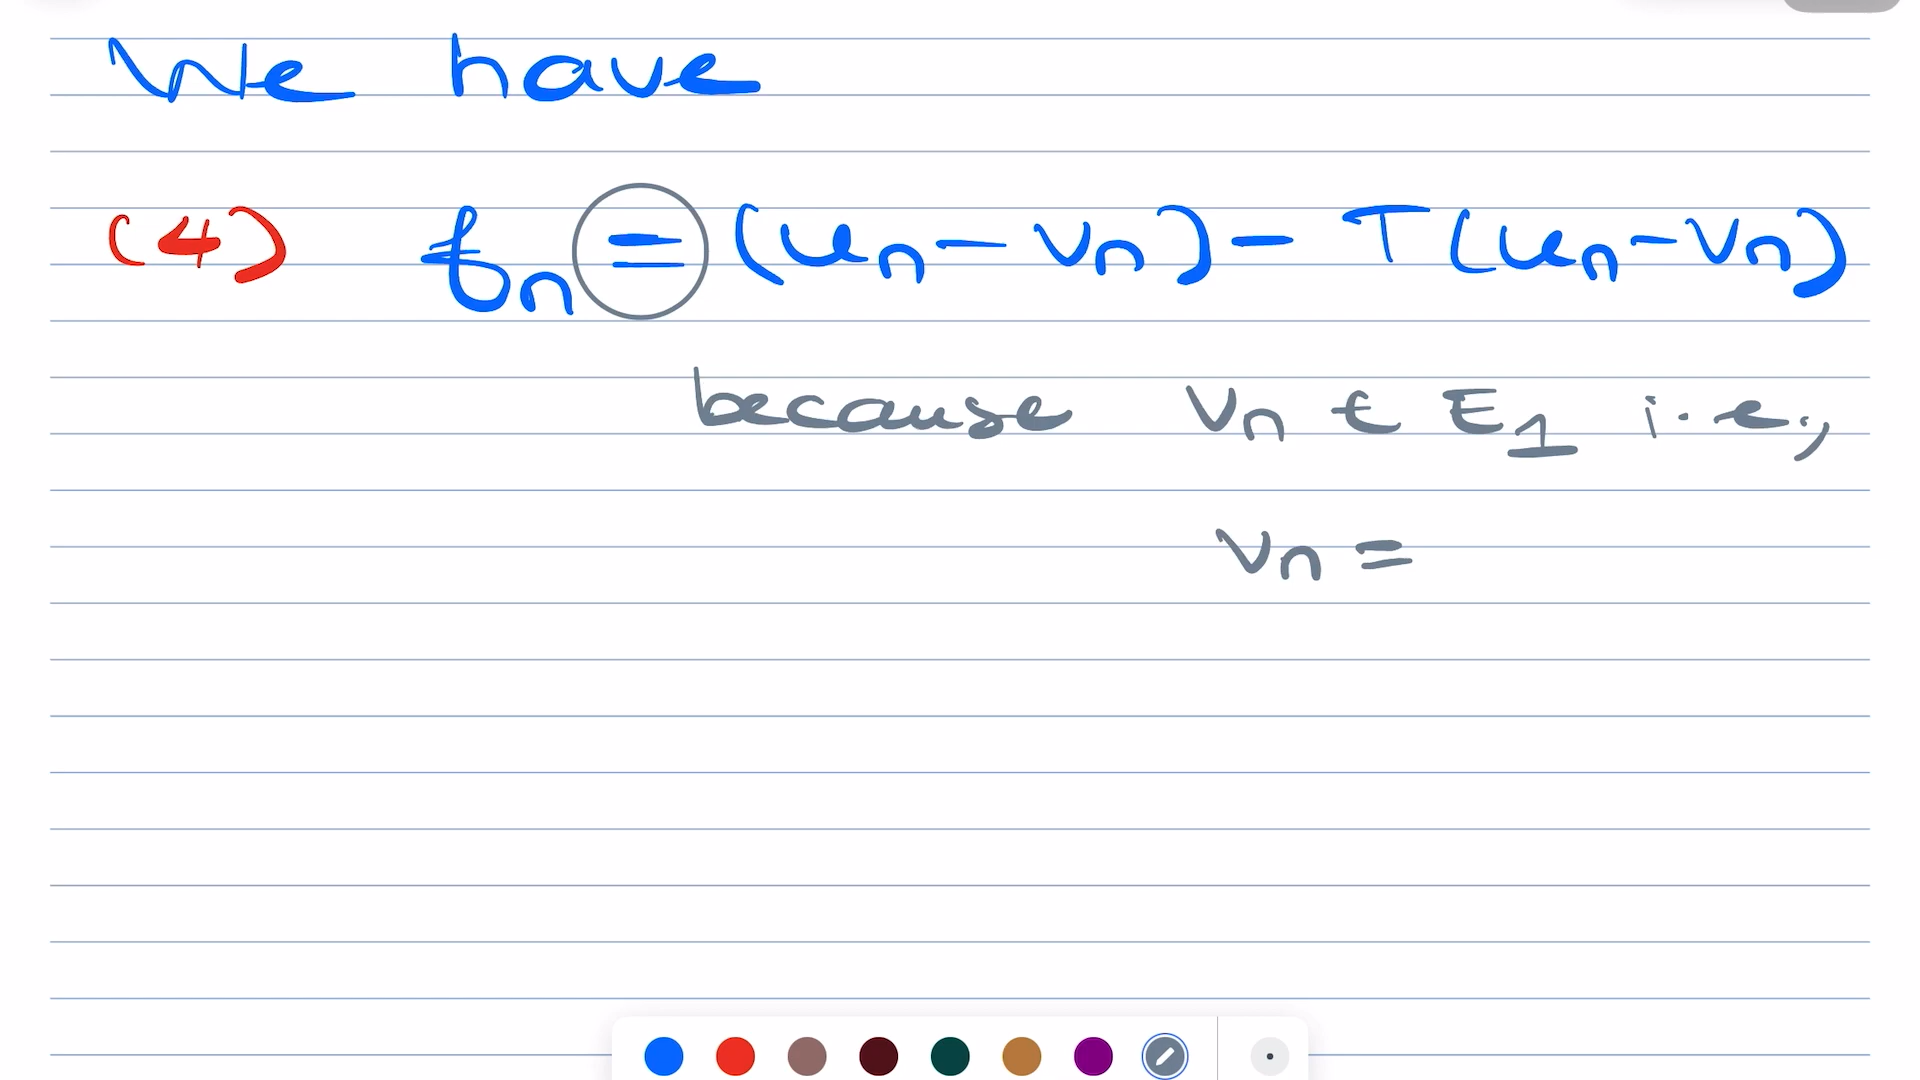 We have
(4) fn = (un - vn) - T(un - vn)
because vn ∈ E1 i.e.,
vn =